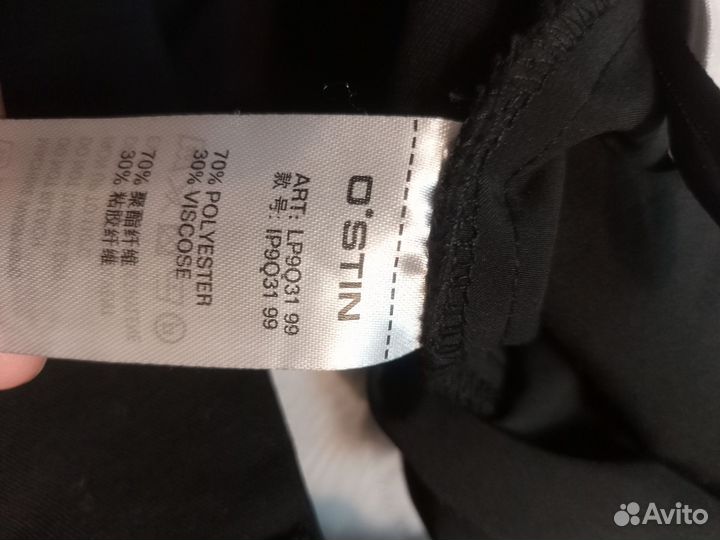 O'STIN
ART: LP9Q31 99
款 号: IP9Q31 99
70% POLYESTER
30% VISCOSE
70% 聚酯纤维
30% 粘胶纤维
Avito